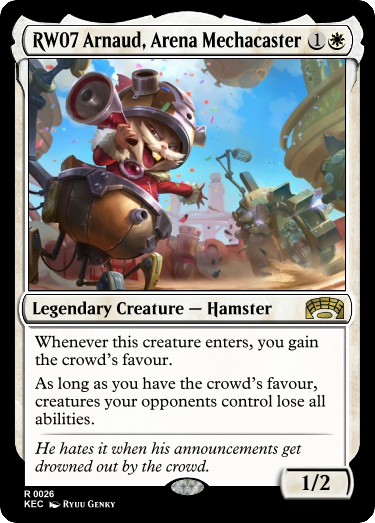 RW07 Arnaud, Arena Mechacaster 1
Legendary Creature — Hamster
Whenever this creature enters, you gain
the crowd's favour.
As long as you have the crowd's favour,
creatures your opponents control lose all
abilities.
He hates it when his announcements get
drowned out by the crowd.
1/2
R 0026
KEC Ryuu Genky